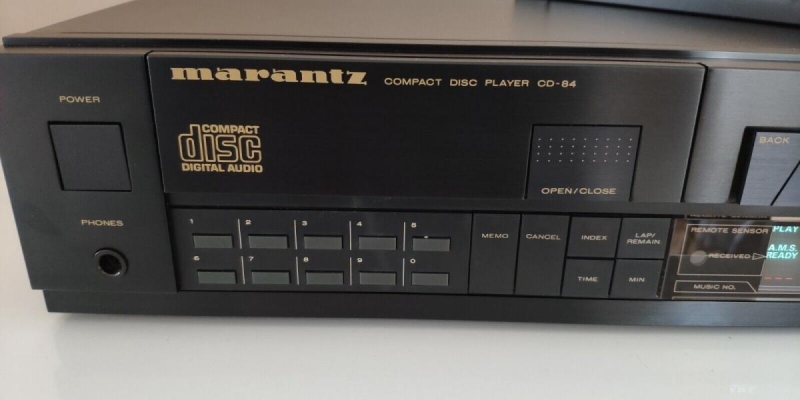 marantz COMPACT DISC PLAYER CD-84
POWER
COMPACT
disc
DIGITAL AUDIO
OPEN/CLOSE
BACK
PHONES
1 2 3 4 5
6 7 8 9 0
MEMO CANCEL INDEX LAP/
REMAIN
TIME MIN
REMOTE SENSOR
RECEIVED
MUSIC NO.
PLAY
A.M.S.
READY